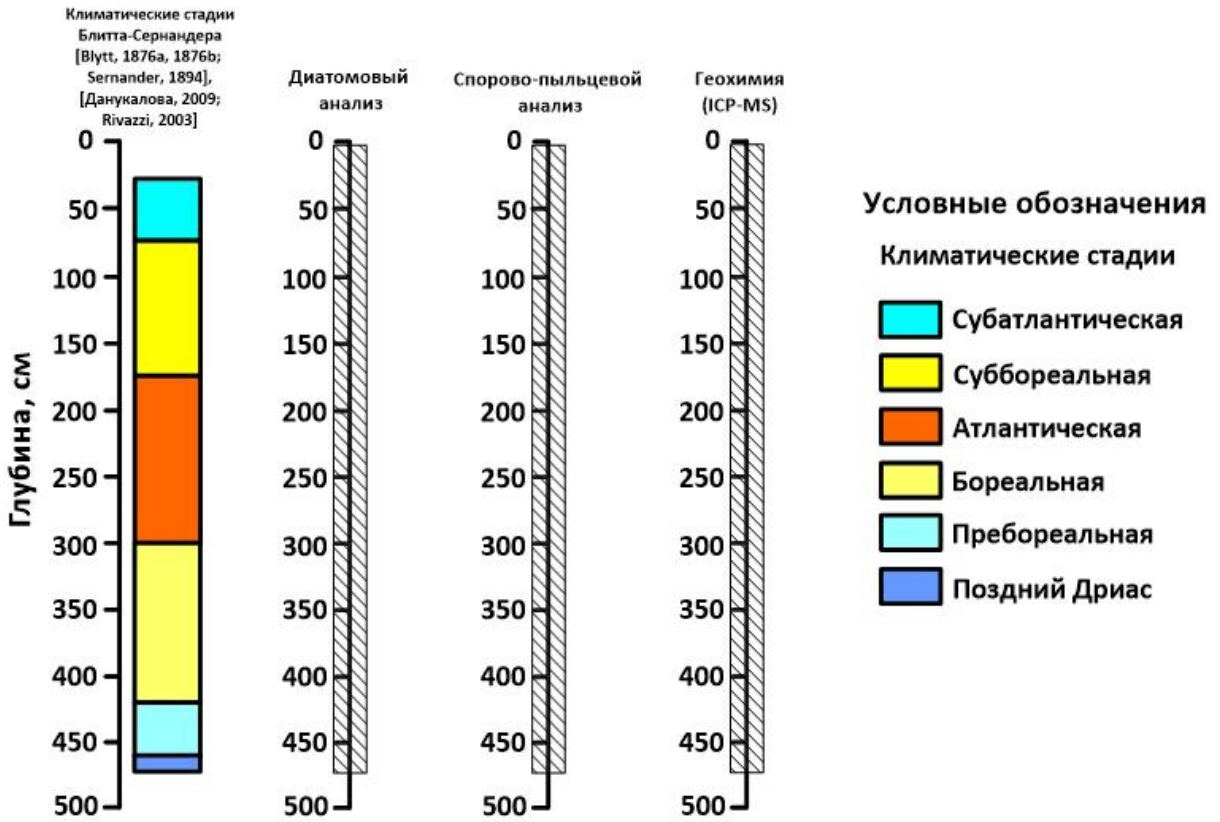 Климатические стадии
Блитта-Сернандера
[Blytt, 1876a, 1876b;
Sernander, 1894],
[Данукалова, 2009;
Rivazzi, 2003]
Диатомовый
анализ
Спорово-пыльцевой
анализ
Геохимия
(ICP-MS)
Глубина, см
0
50
100
150
200
250
300
350
400
450
500
0
50
100
150
200
250
300
350
400
450
500
0
50
100
150
200
250
300
350
400
450
500
0
50
100
150
200
250
300
350
400
450
500
Условные обозначения
Климатические стадии
Субатлантическая
Суббореальная
Атлантическая
Бореальная
Пребореальная
Поздний Дриас